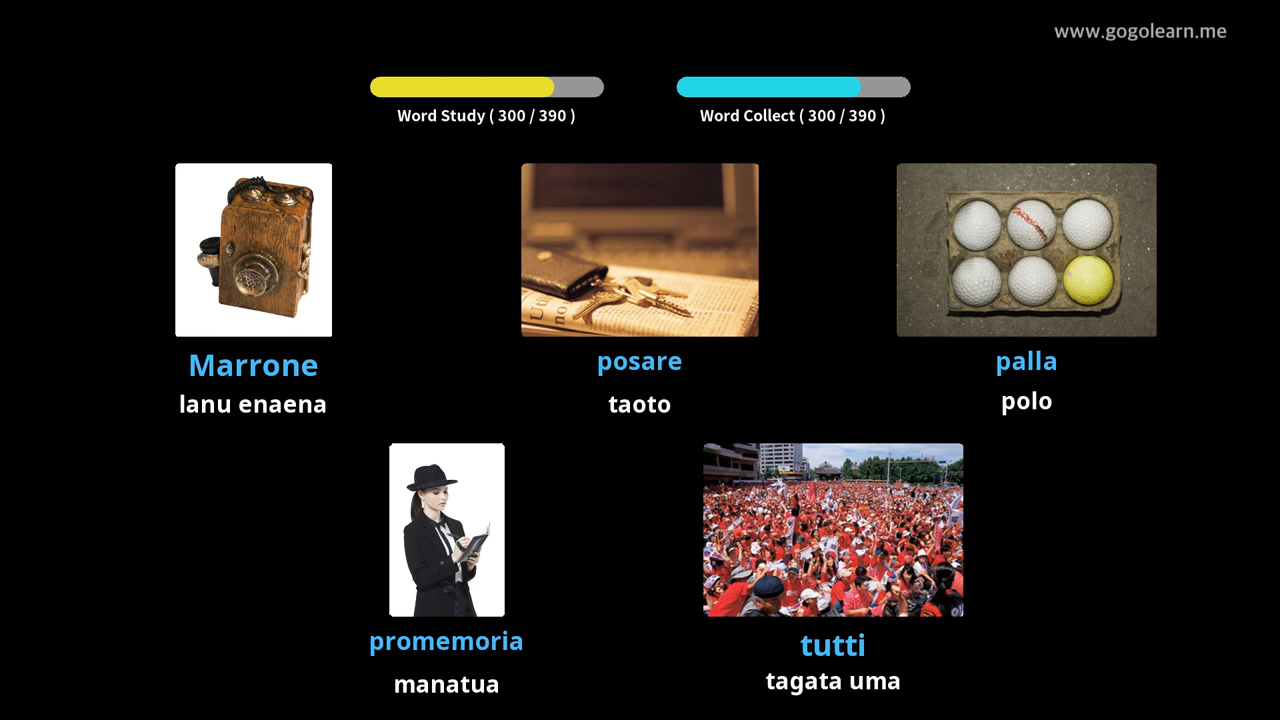 www.gogolearn.me
Word Study ( 300 / 390 )
Word Collect ( 300 / 390 )
Marrone
lanu enaena
posare
taoto
palla
polo
promemoria
manatua
tutti
tagata uma